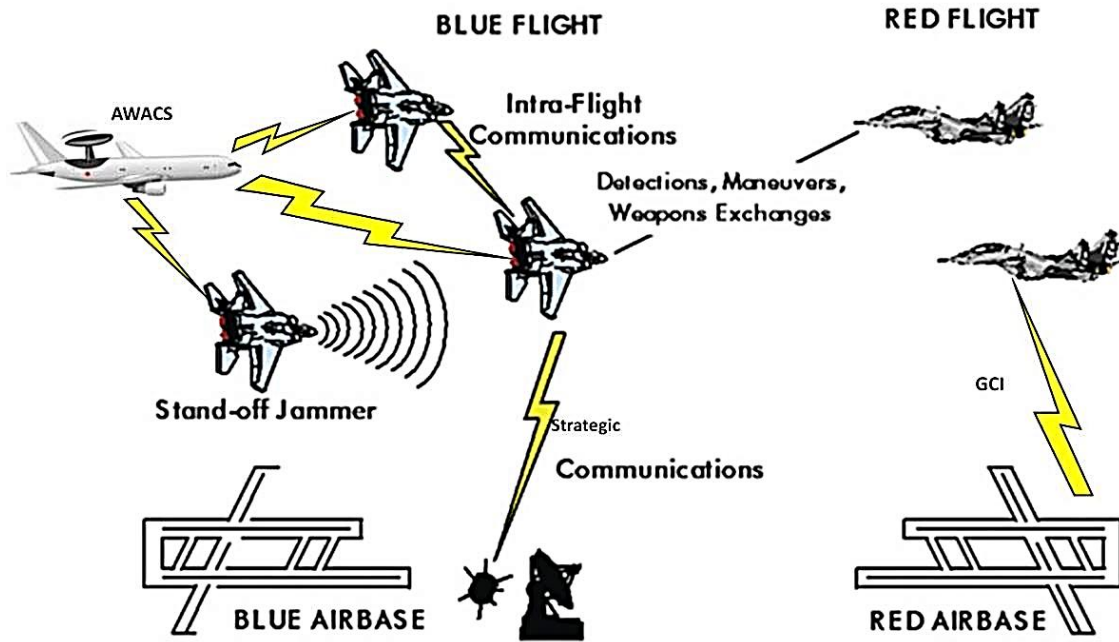 BLUE FLIGHT
RED FLIGHT
AWACS
Intra-Flight
Communications
Detections, Maneuvers,
Weapons Exchanges
Stand-off Jammer
GCI
Strategic
Communications
BLUE AIRBASE
RED AIRBASE